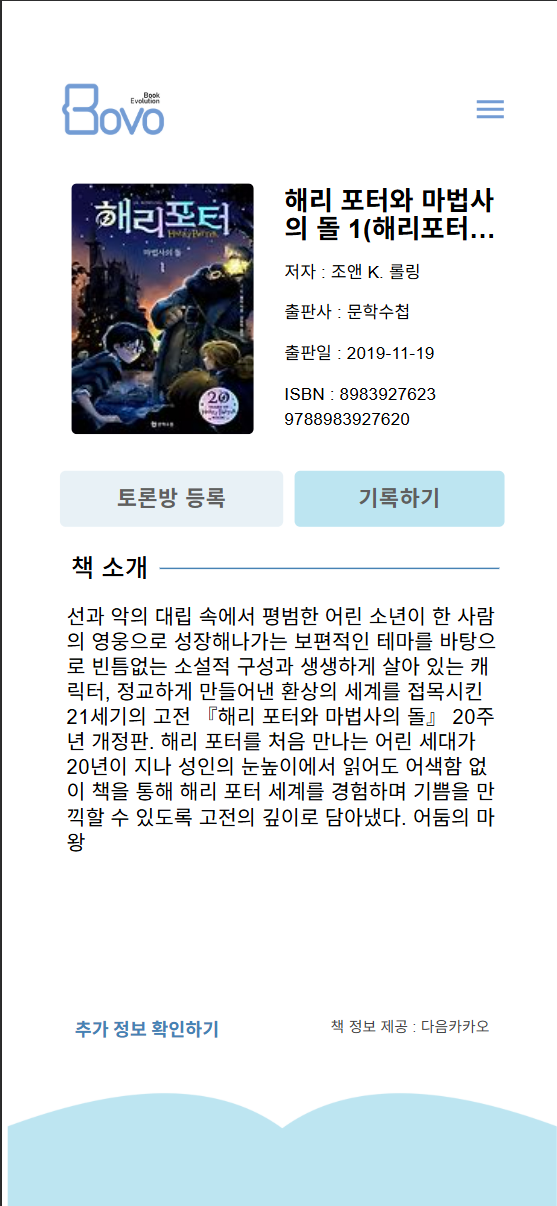 Book
Evolution
Bovo
해리포터
Harry Potter
마법사의 돌
1
20
Harry Potter
문학수첩
해리 포터와 마법사
의 돌 1(해리포터...
저자 : 조앤 K. 롤링
출판사 : 문학수첩
출판일 : 2019-11-19
ISBN : 8983927623
9788983927620
토론방 등록
기록하기
책 소개
선과 악의 대립 속에서 평범한 어린 소년이 한 사람
의 영웅으로 성장해나가는 보편적인 테마를 바탕으
로 빈틈없는 소설적 구성과 생생하게 살아 있는 캐
릭터, 정교하게 만들어낸 환상의 세계를 접목시킨
21세기의 고전 『해리 포터와 마법사의 돌』 20주
년 개정판. 해리 포터를 처음 만나는 어린 세대가
20년이 지나 성인의 눈높이에서 읽어도 어색함 없
이 책을 통해 해리 포터 세계를 경험하며 기쁨을 만
끽할 수 있도록 고전의 깊이로 담아냈다. 어둠의 마
왕
추가 정보 확인하기
책 정보 제공 : 다음카카오